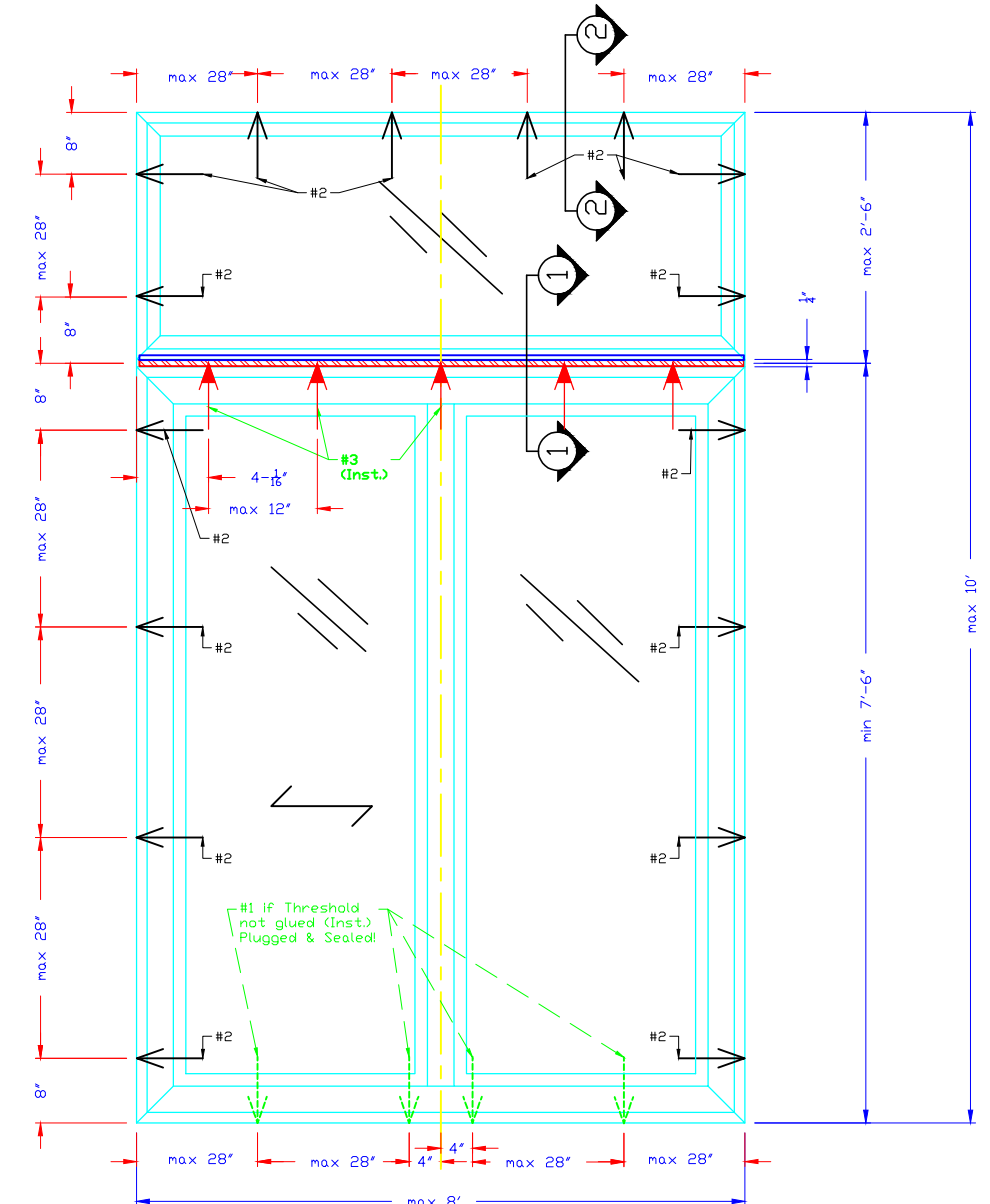 2
max 28″ max 28″ max 28″ max 28″
8″
#2
#2
2
max 28″
max 2′-6″
#2
1
#2
1/4″
8″
8″
#3
(Inst.)
1
#2
4-1/16″
max 12″
max 28″
#2
max 10′
#2
#2
min 7′-6″
max 28″
#2
#2
#1 If Threshold
not glued (Inst.)
Plugged & Sealed!
max 28″
#2
#2
8″
4″
max 28″ max 28″ 4″ max 28″ max 28″
max 8′